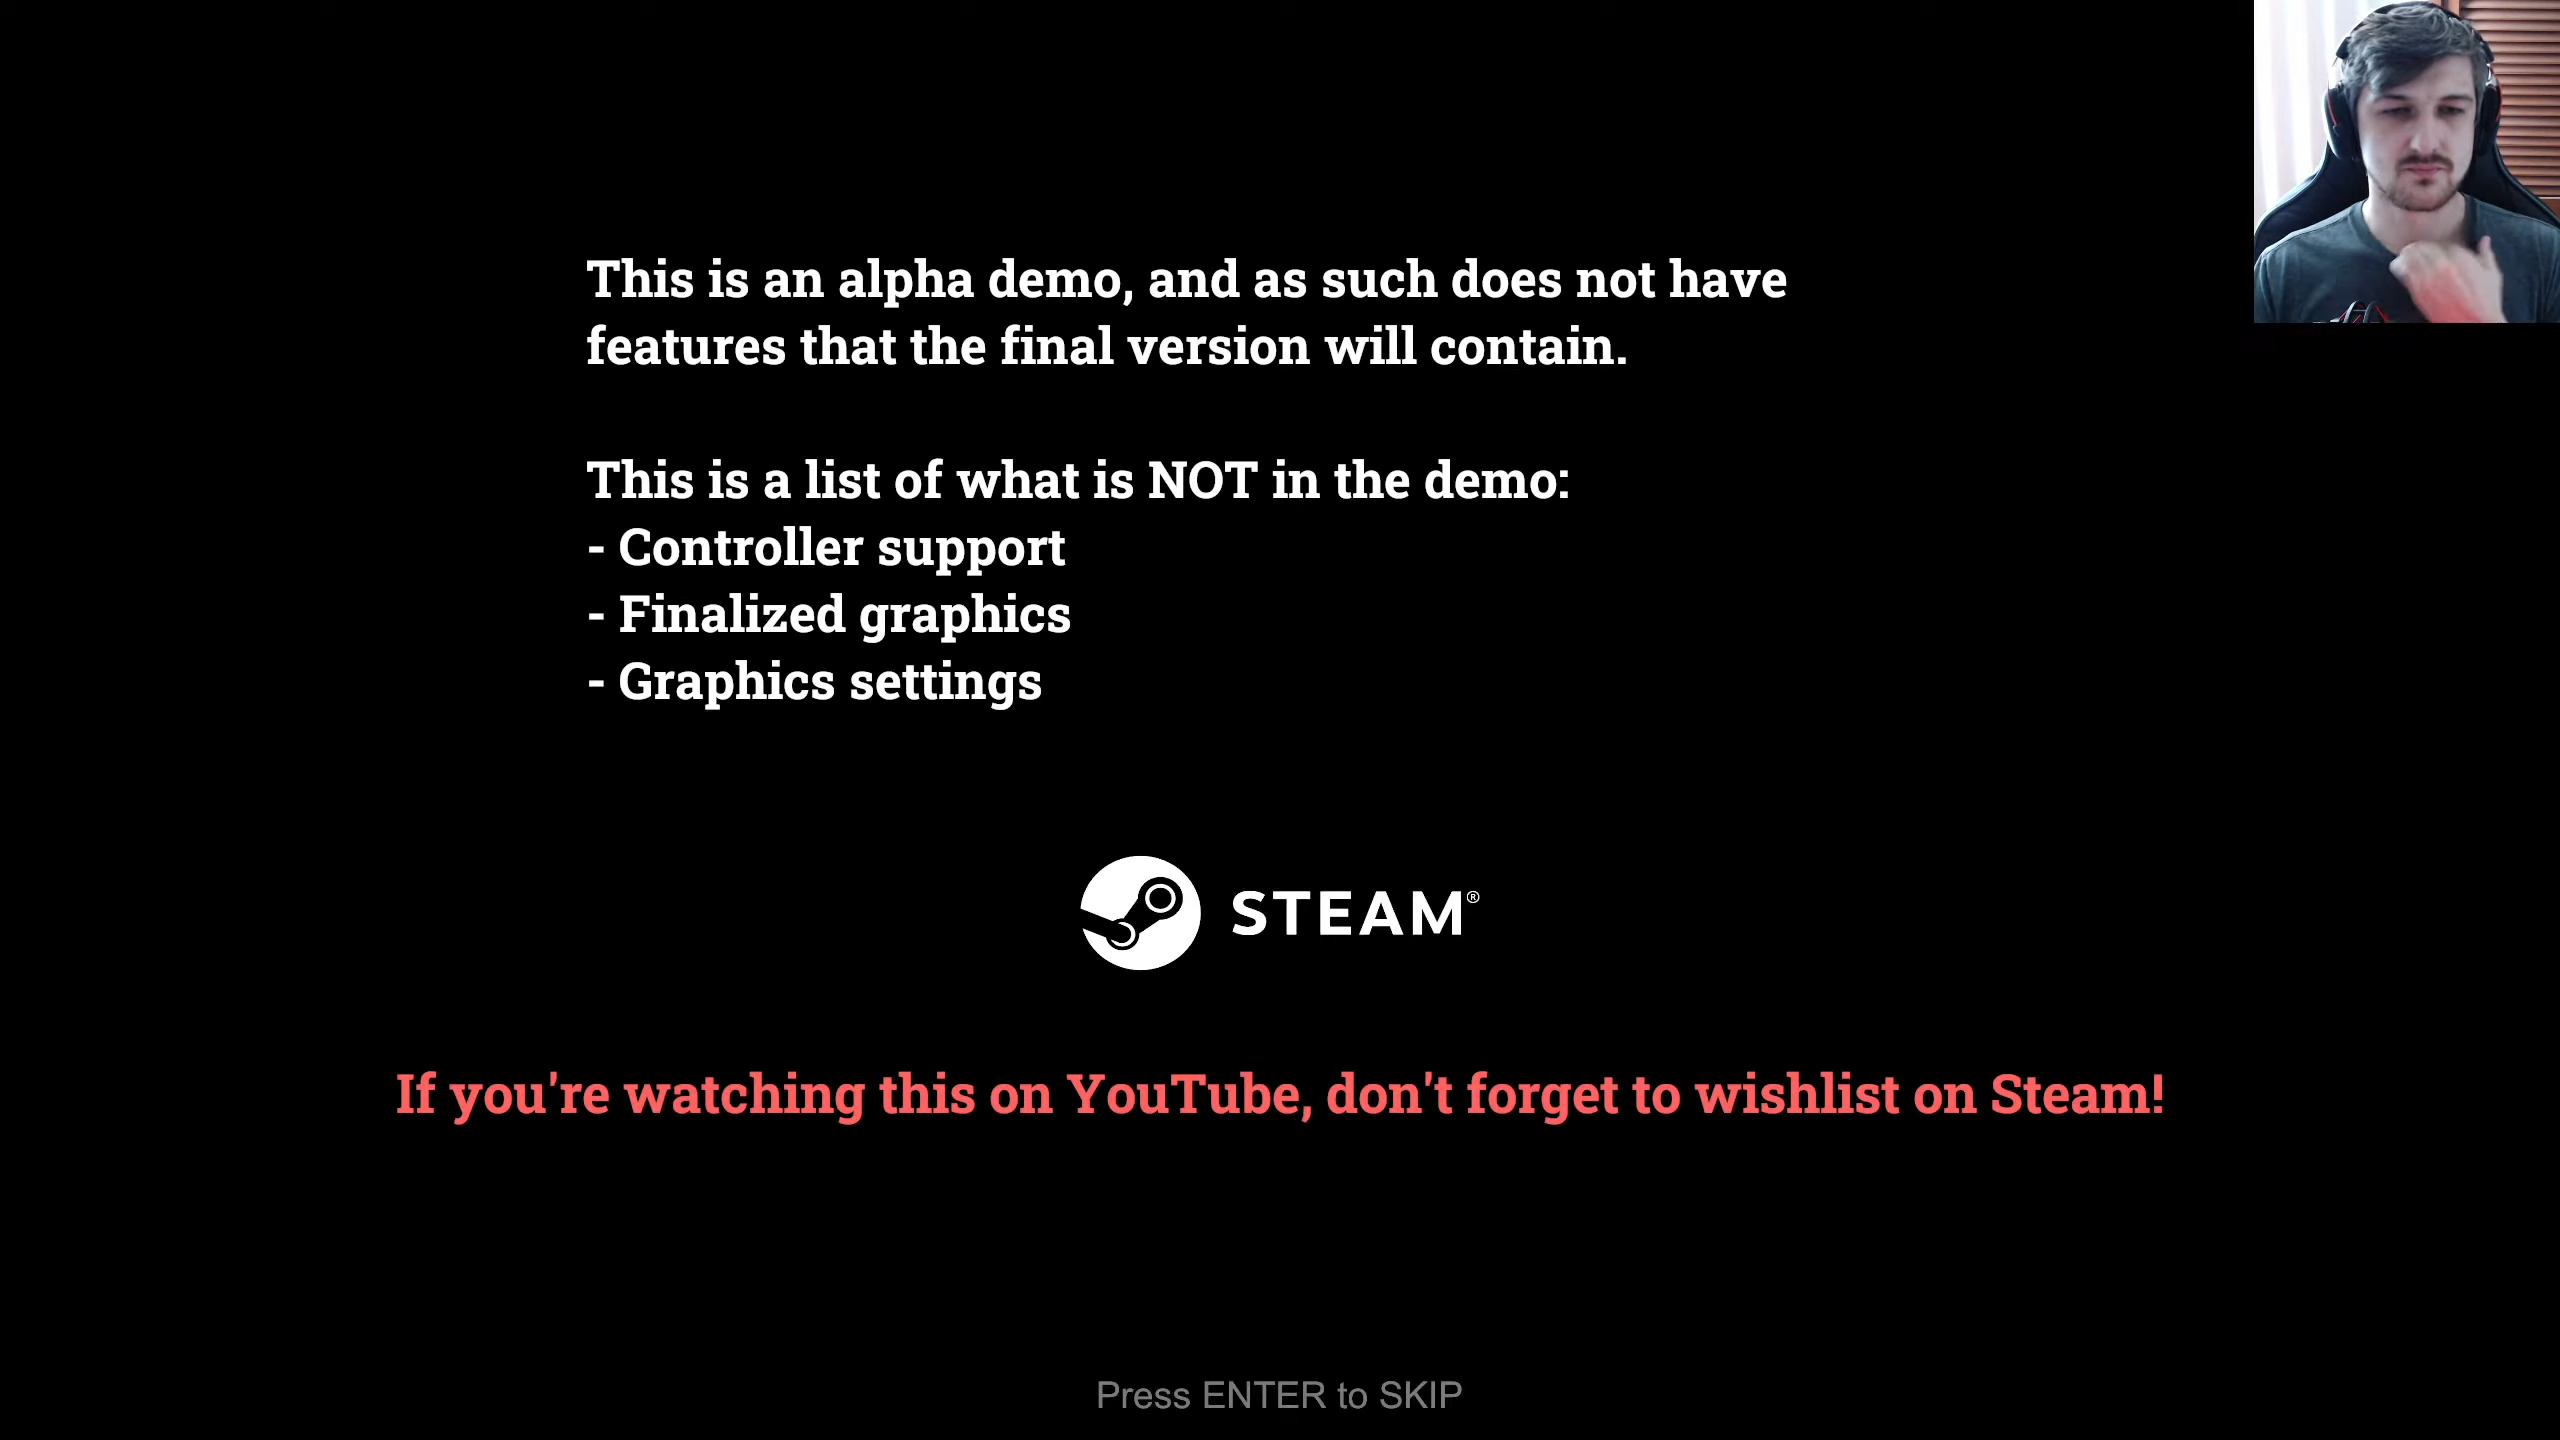 This is an alpha demo, and as such does not have
features that the final version will contain.
This is a list of what is NOT in the demo:
- Controller support
- Finalized graphics
- Graphics settings
STEAM®
If you're watching this on YouTube, don't forget to wishlist on Steam!
Press ENTER to SKIP